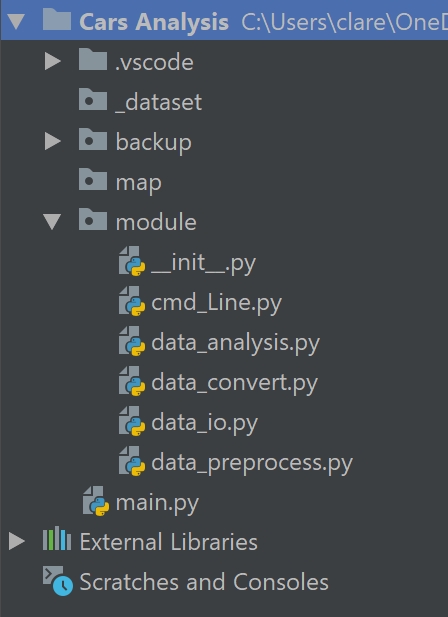 Cars Analysis C:\Users\clare\OneD
.vscode
_dataset
backup
map
module
__init__.py
cmd_Line.py
data_analysis.py
data_convert.py
data_io.py
data_preprocess.py
main.py
External Libraries
Scratches and Consoles